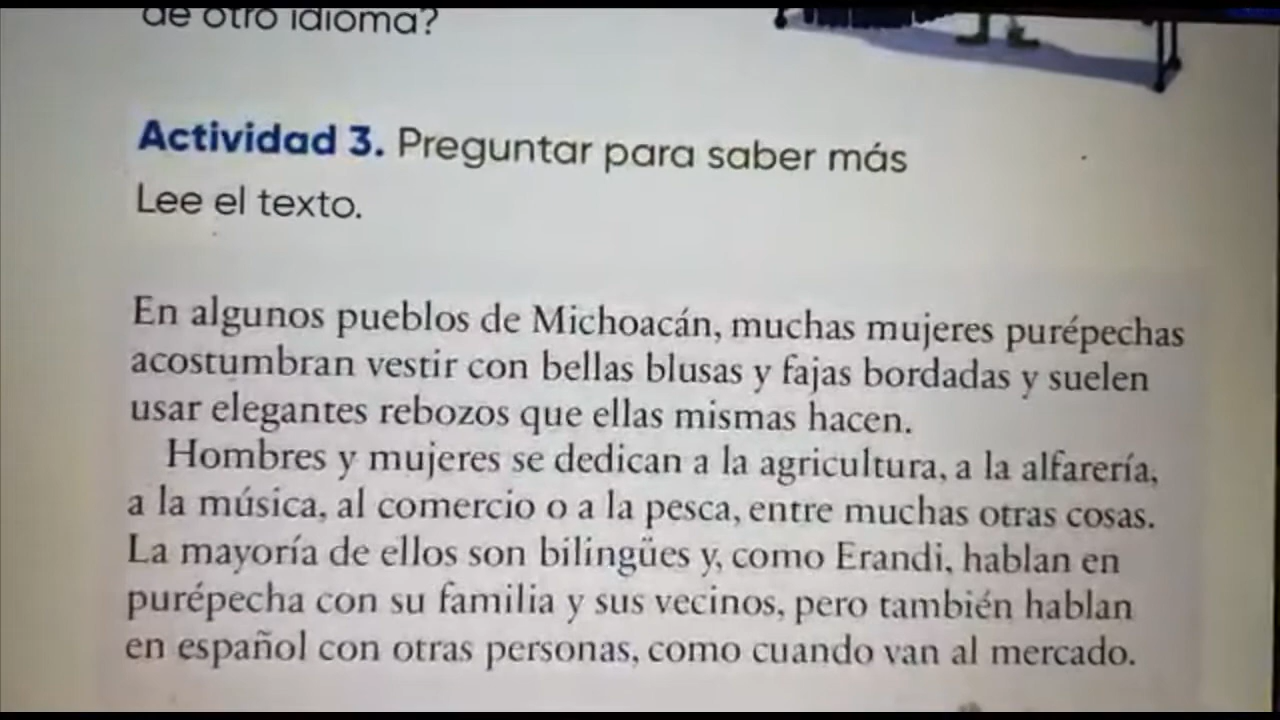 de otro idioma?
Actividad 3. Preguntar para saber más
Lee el texto.
En algunos pueblos de Michoacán, muchas mujeres purépechas
acostumbran vestir con bellas blusas y fajas bordadas y suelen
usar elegantes rebozos que ellas mismas hacen.
Hombres y mujeres se dedican a la agricultura, a la alfarería,
a la música, al comercio o a la pesca, entre muchas otras cosas.
La mayoría de ellos son bilingües y, como Erandi, hablan en
purépecha con su familia y sus vecinos, pero también hablan
en español con otras personas, como cuando van al mercado.